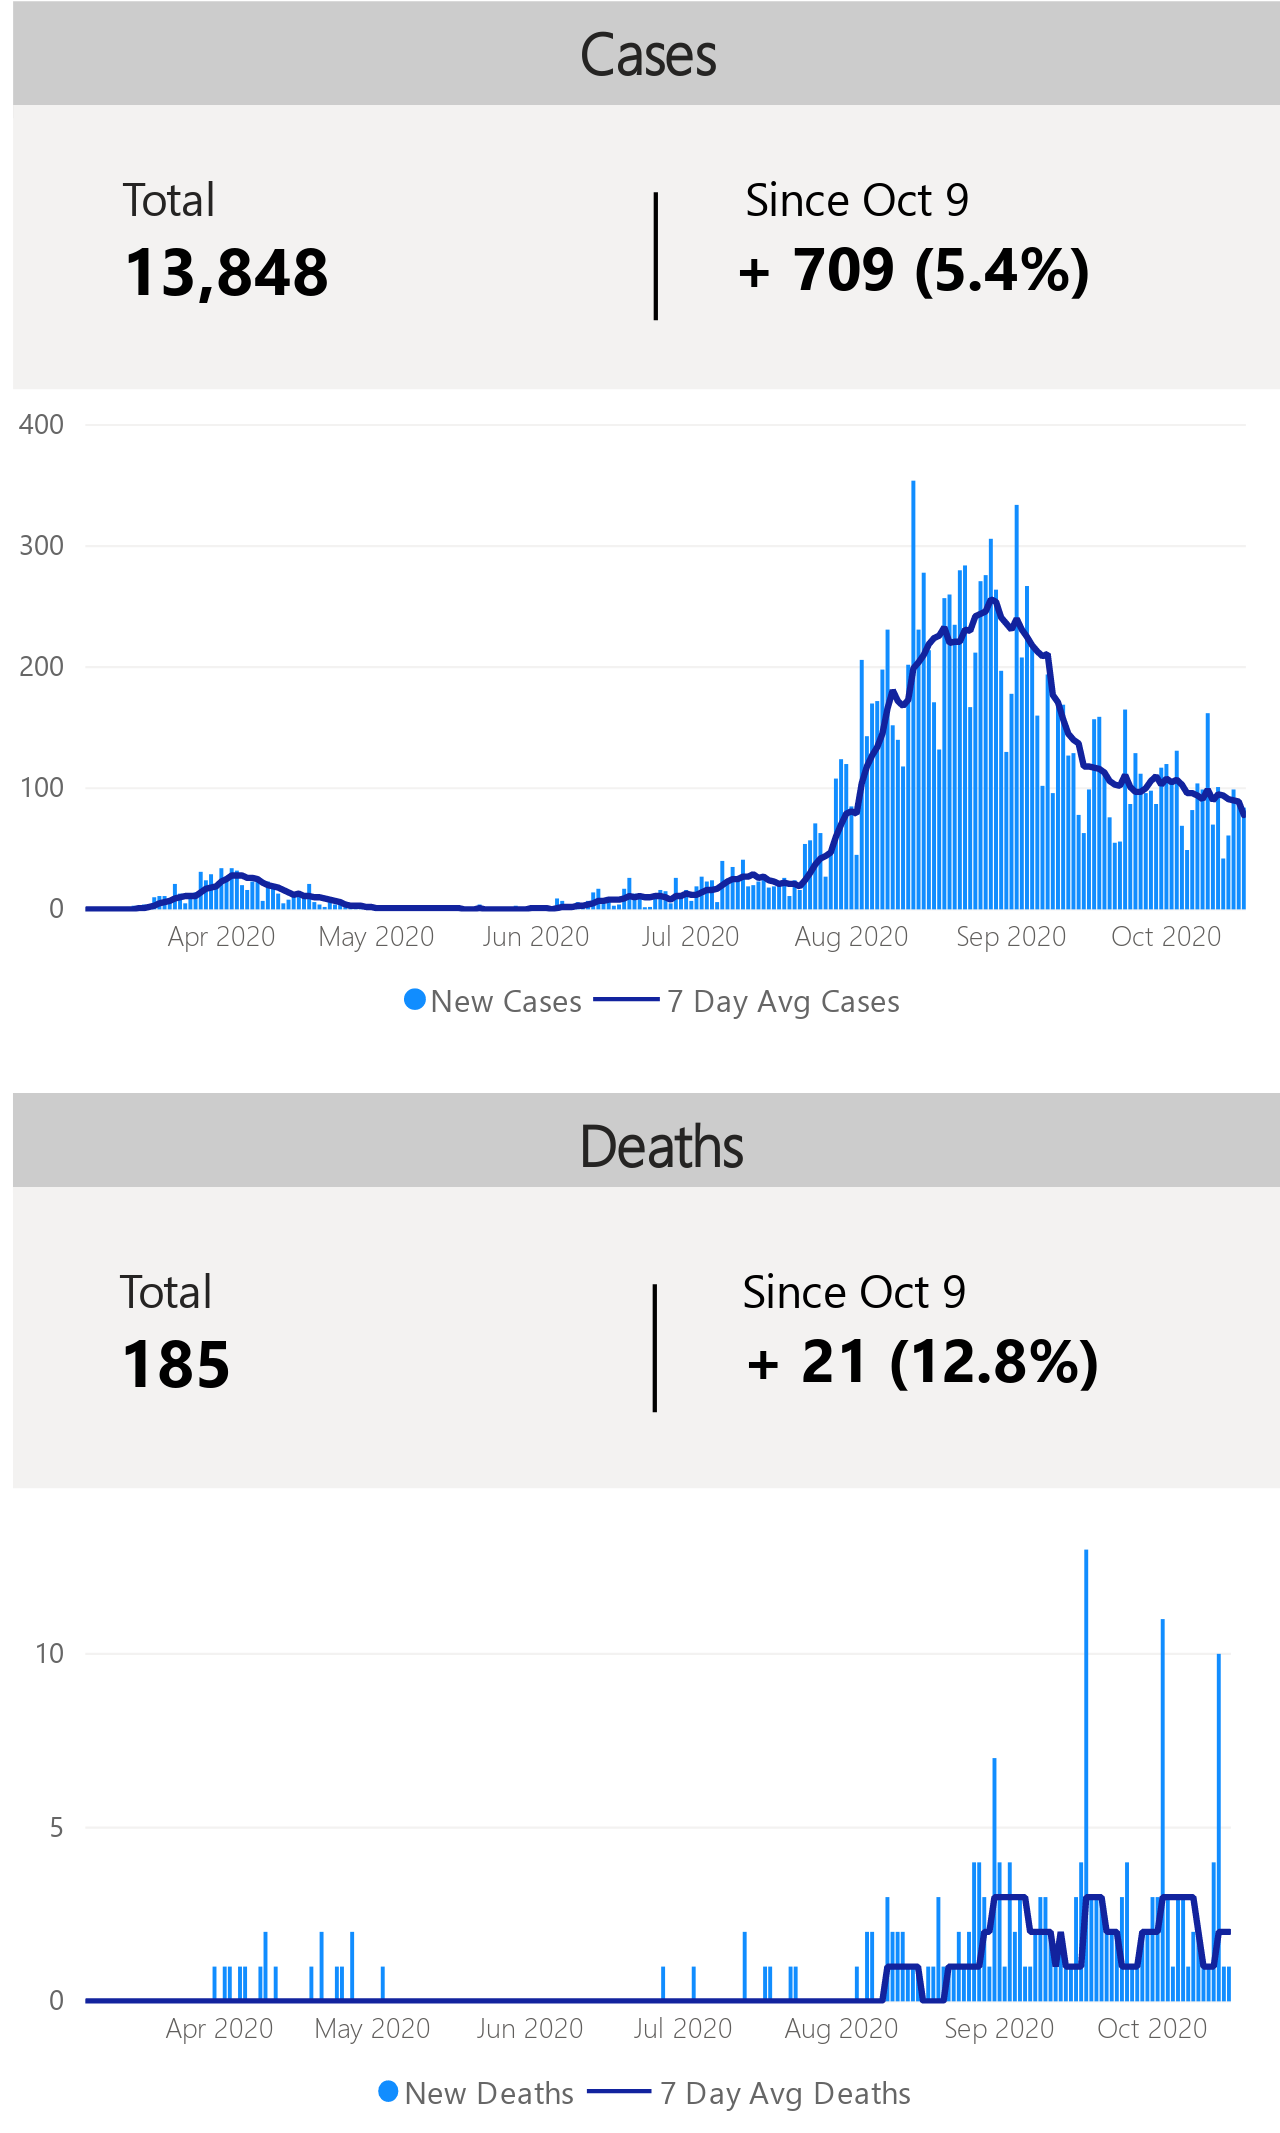 Cases
Total
Since Oct 9
13,848
+ 709 (5.4%)
400
300
200
100
0
Apr 2020 May 2020 Jun 2020 Jul 2020 Aug 2020 Sep 2020 Oct 2020
New Cases 7 Day Avg Cases
Deaths
Total
Since Oct 9
185
+ 21 (12.8%)
10
5
0
Apr 2020 May 2020 Jun 2020 Jul 2020 Aug 2020 Sep 2020 Oct 2020
New Deaths 7 Day Avg Deaths